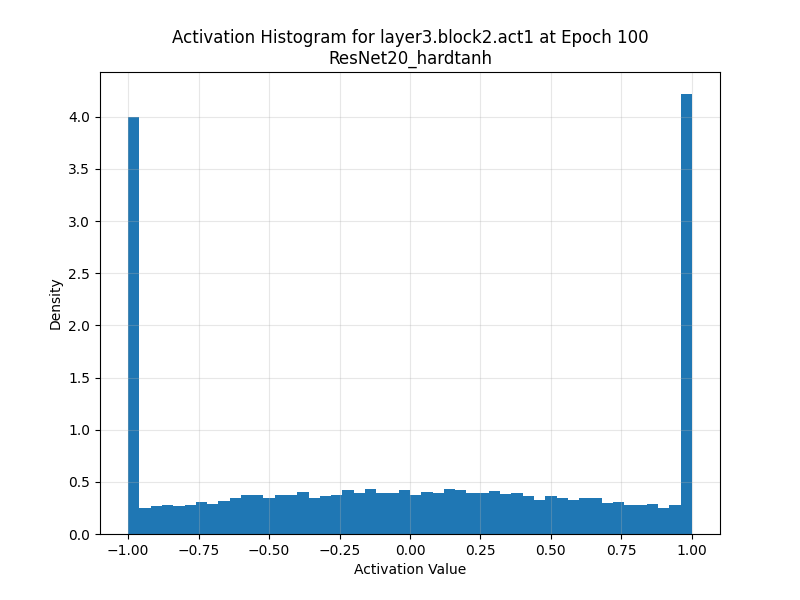 Activation Histogram for layer3.block2.act1 at Epoch 100
ResNet20_hardtanh
4.0
3.5
3.0
2.5
2.0
1.5
1.0
0.5
0.0
Density
−1.00 −0.75 −0.50 −0.25 0.00 0.25 0.50 0.75 1.00
Activation Value